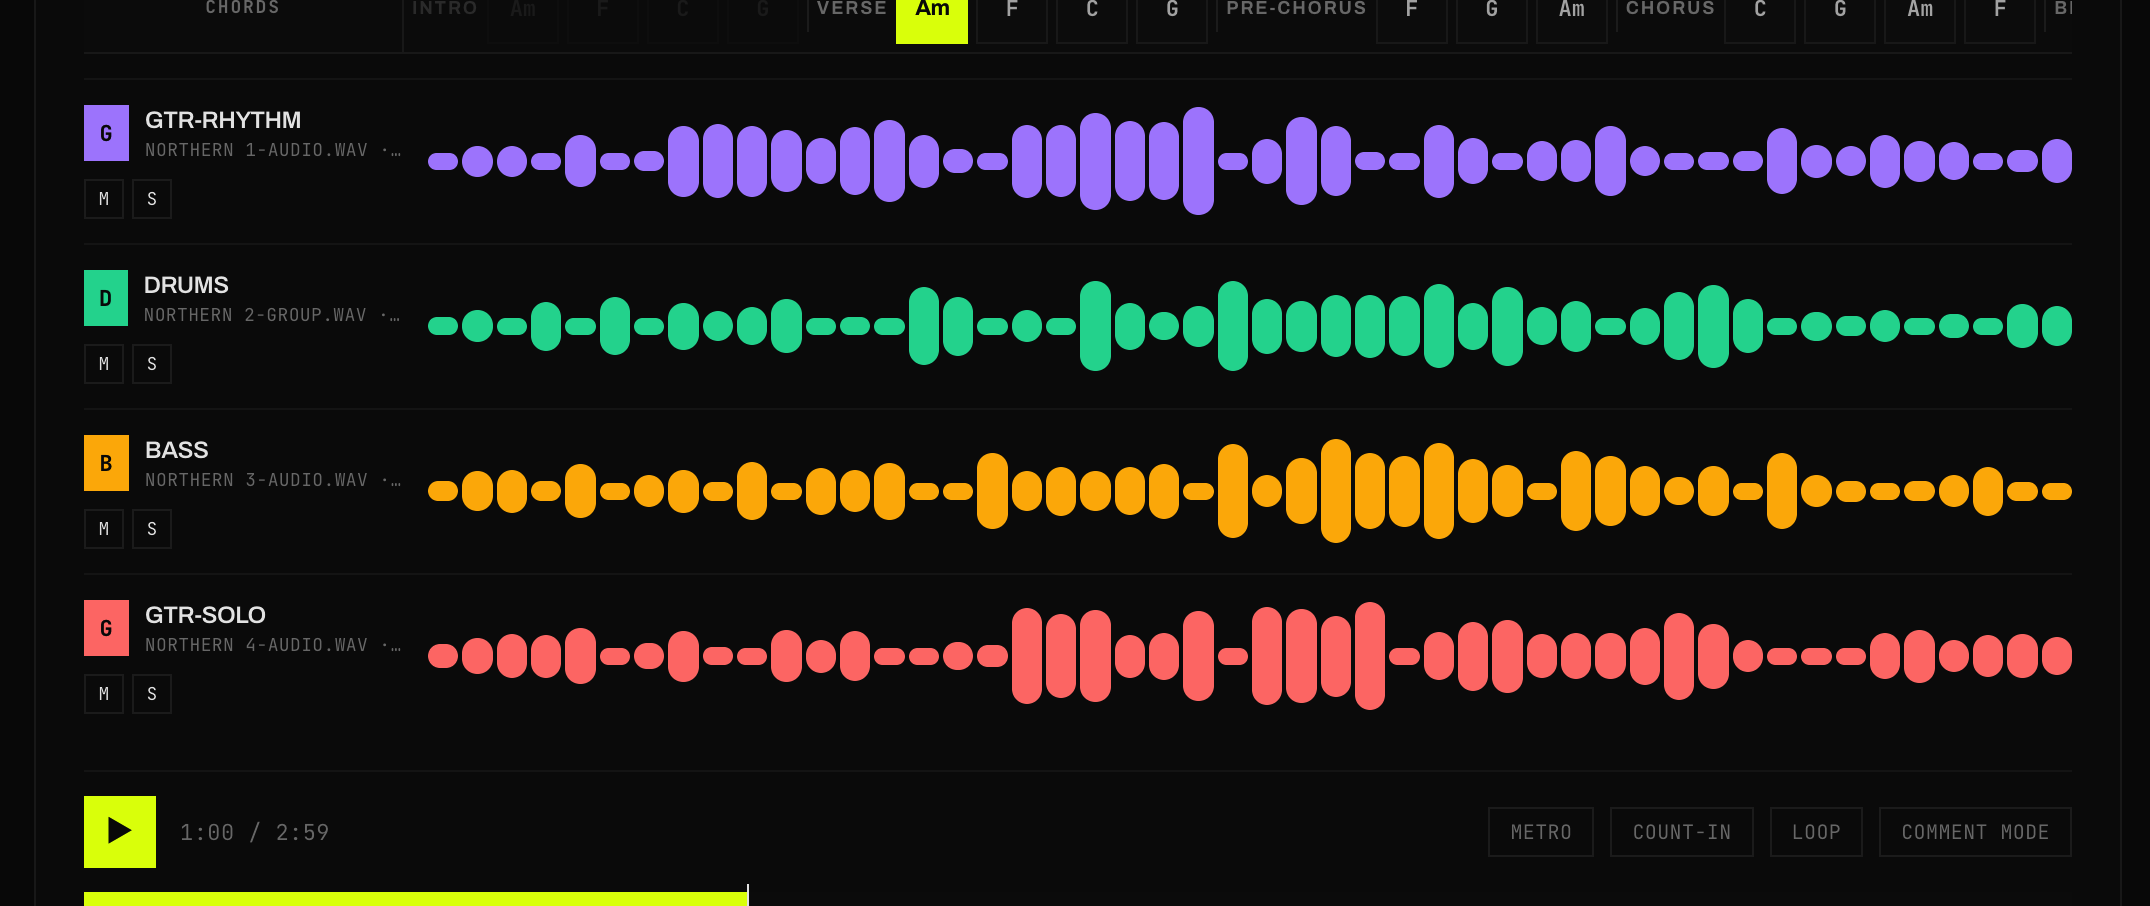 CHORDS INTRO Am F C G VERSE Am F C G PRE-CHORUS F G Am CHORUS C G Am F
G GTR-RHYTHM
NORTHERN 1-AUDIO.WAV ·…
M S
D DRUMS
NORTHERN 2-GROUP.WAV ·…
M S
B BASS
NORTHERN 3-AUDIO.WAV ·…
M S
G GTR-SOLO
NORTHERN 4-AUDIO.WAV ·…
M S
1:00 / 2:59 METRO COUNT-IN LOOP COMMENT MODE